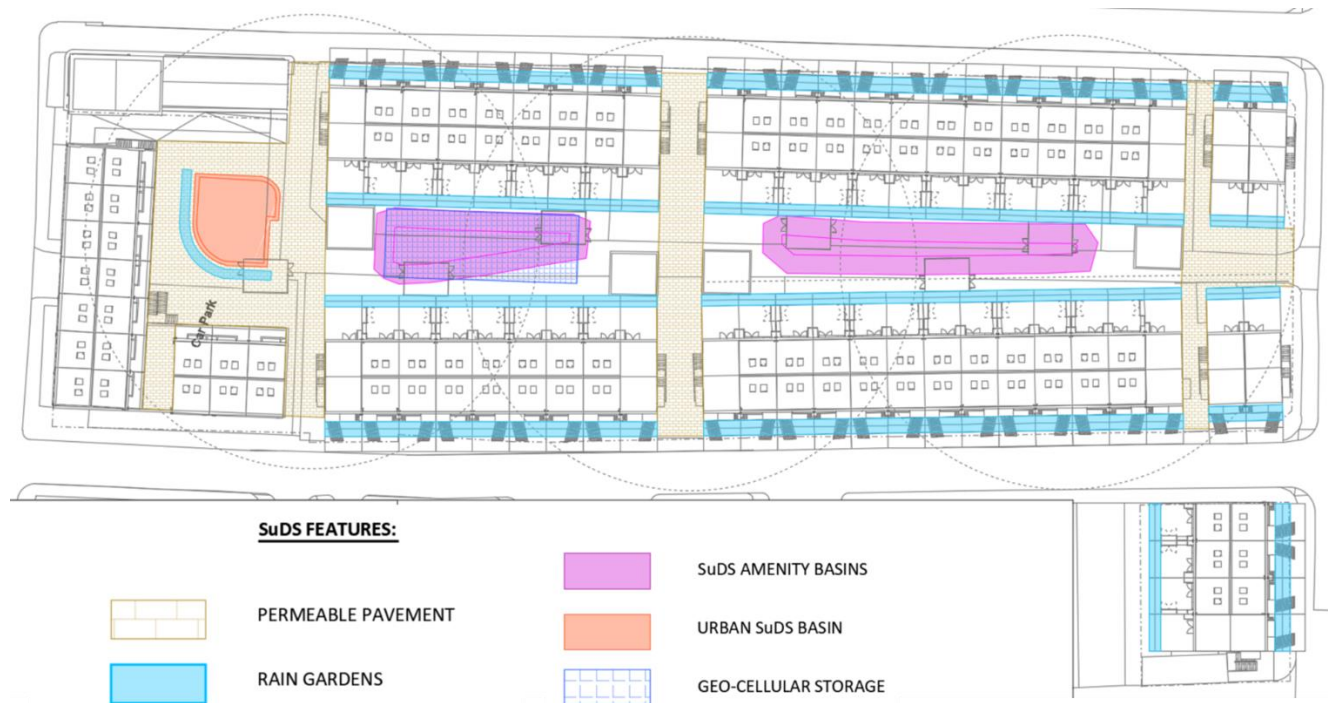 Car Park
SuDS FEATURES:
PERMEABLE PAVEMENT
RAIN GARDENS
SuDS AMENITY BASINS
URBAN SuDS BASIN
GEO-CELLULAR STORAGE